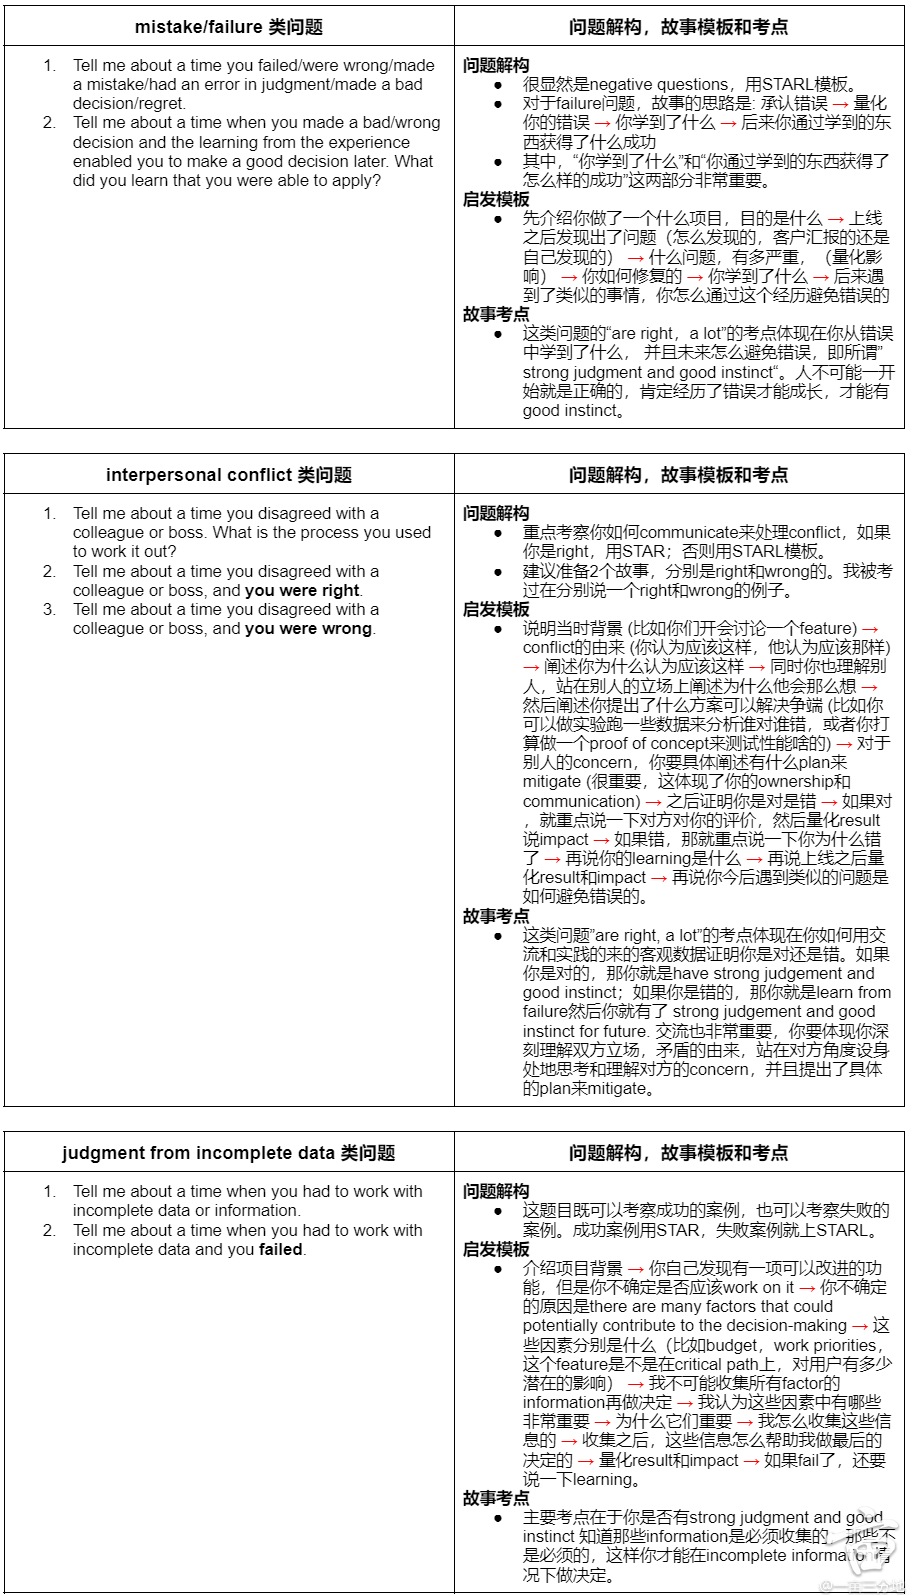 mistake/failure 类问题
问题解构，故事模板和考点
1. Tell me about a time you failed/were wrong/made
a mistake/had an error in judgment/made a bad
decision/regret.
2. Tell me about a time when you made a bad/wrong
decision and the learning from the experience
enabled you to make a good decision later. What
did you learn that you were able to apply?
问题解构
● 很显然是negative questions，用STARL模板。
● 对于failure问题，故事的思路是: 承认错误 → 量化
你的错误 → 你学到了什么 → 后来你通过学到的东
西获得了什么成功
● 其中，“你学到了什么”和“你通过学到的东西获得了
怎么样的成功”这两部分非常重要。
启发模板
● 先介绍你做了一个什么项目，目的是什么 → 上线
之后发现出了问题（怎么发现的，客户汇报的还是
自己发现的） → 什么问题，有多严重，（量化影
响） → 你如何修复的 → 你学到了什么 → 后来遇
到了类似的事情，你怎么通过这个经历避免错误的
故事考点
● 这类问题的“are right，a lot”的考点体现在你从错误
中学到了什么， 并且未来怎么避免错误，即所谓”
strong judgment and good instinct“。人不可能一开
始就是正确的，肯定经历了错误才能成长，才能有
good instinct。
interpersonal conflict 类问题
问题解构，故事模板和考点
1. Tell me about a time you disagreed with a
colleague or boss. What is the process you used
to work it out?
2. Tell me about a time you disagreed with a
colleague or boss, and you were right.
3. Tell me about a time you disagreed with a
colleague or boss, and you were wrong.
问题解构
● 重点考察你如何communicate来处理conflict，如果
你是right，用STAR；否则用STARL模板。
● 建议准备2个故事，分别是right和wrong的。我被考
过在分别说一个right和wrong的例子。
启发模板
● 说明当时背景 (比如你们开会讨论一个feature) →
conflict的由来 (你认为应该这样，他认为应该那样)
→ 阐述你为什么认为应该这样 → 同时你也理解别
人，站在别人的立场上阐述为什么他会那么想 →
然后阐述你提出了什么方案可以解决争端 (比如你
可以做实验跑一些数据来分析谁对谁错，或者你打
算做一个proof of concept来测试性能啥的) → 对于
别人的concern，你要具体阐述有什么plan来
mitigate (很重要，这体现了你的ownership和
communication) → 之后证明你是对是错 → 如果对
，就重点说一下对方对你的评价，然后量化result
说impact → 如果错，那就重点说一下你为什么错
了 → 再说你的learning是什么 → 再说上线之后量
化result和impact → 再说你今后遇到类似的问题是
如何避免错误的。
故事考点
● 这类问题”are right, a lot”的考点体现在你如何用交
流和实践的来的客观数据证明你是对还是错。如果
你是对的，那你就是have strong judgement and
good instinct；如果你是错的，那你就是learn from
failure然后你就有了 strong judgement and good
instinct for future. 交流也非常重要，你要体现你深
刻理解双方立场，矛盾的由来，站在对方角度设身
处地思考和理解对方的concern，并且提出了具体
的plan来mitigate。
judgment from incomplete data 类问题
问题解构，故事模板和考点
1. Tell me about a time when you had to work with
incomplete data or information.
2. Tell me about a time when you had to work with
incomplete data and you failed.
问题解构
● 这题目既可以考察成功的案例，也可以考察失败的
案例。成功案例用STAR，失败案例就上STARL。
启发模板
● 介绍项目背景 → 你自己发现有一项可以改进的功
能，但是你不确定是否应该work on it → 你不确定
的原因是there are many factors that could
potentially contribute to the decision-making → 这
些因素分别是什么（比如budget，work priorities，
这个feature是不是在critical path上，对用户有多少
潜在的影响） → 我不可能收集所有factor的
information再做决定 → 我认为这些因素中有哪些
非常重要 → 为什么它们重要 → 我怎么收集这些信
息的 → 收集之后，这些信息怎么帮助我做最后的
决定的 → 量化result和impact → 如果fail了，还要
说一下learning。
故事考点
● 主要考点在于你是否有strong judgment and good
instinct 知道那些information是必须收集的，那些不
是必须的，这样你才能在incomplete information情
况下做决定。
@一亩三分地